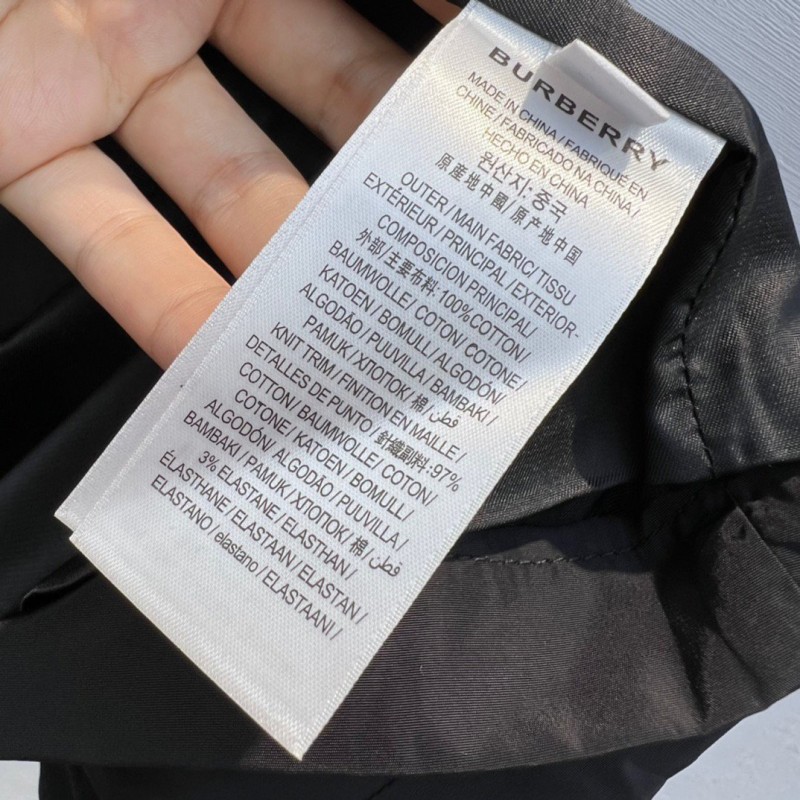 BURBERRY
MADE IN CHINA / FABRIQUE EN
CHINE / FABRICADO NA CHINA /
HECHO EN CHINA
원산지: 중국
原産地中國 / 原产地中国
OUTER / MAIN FABRIC / TISSU
EXTÉRIEUR / PRINCIPAL / EXTERIOR-
COMPOSICION PRINCIPAL/
外部 / 主要布料: 100% COTTON /
BAUMWOLLE / COTON / COTONE /
KATOEN / BOMULL / ALGODÓN/
ALGODÃO / PUUVILLA / BAMBAKI /
PAMUK / ΧΤΟΠΟΚ / 棉 / قطن /
KNIT TRIM / FINITION EN MAILLE /
DETALLES DE PUNTO / 針織副料: 97%
COTTON / BAUMWOLLE / COTON /
COTONE / KATOEN / BOMULL /
ALGODÓN/ ALGODÃO / PUUVILLA /
BAMBAKI / PAMUK / ΧΤΟΠΟΚ / 棉 / قطن /
3% ELASTANE / ELASTHAN /
ÉLASTHANE / ELASTAAN / ELASTAN /
ELASTANO / elastano / ELASTAANI /